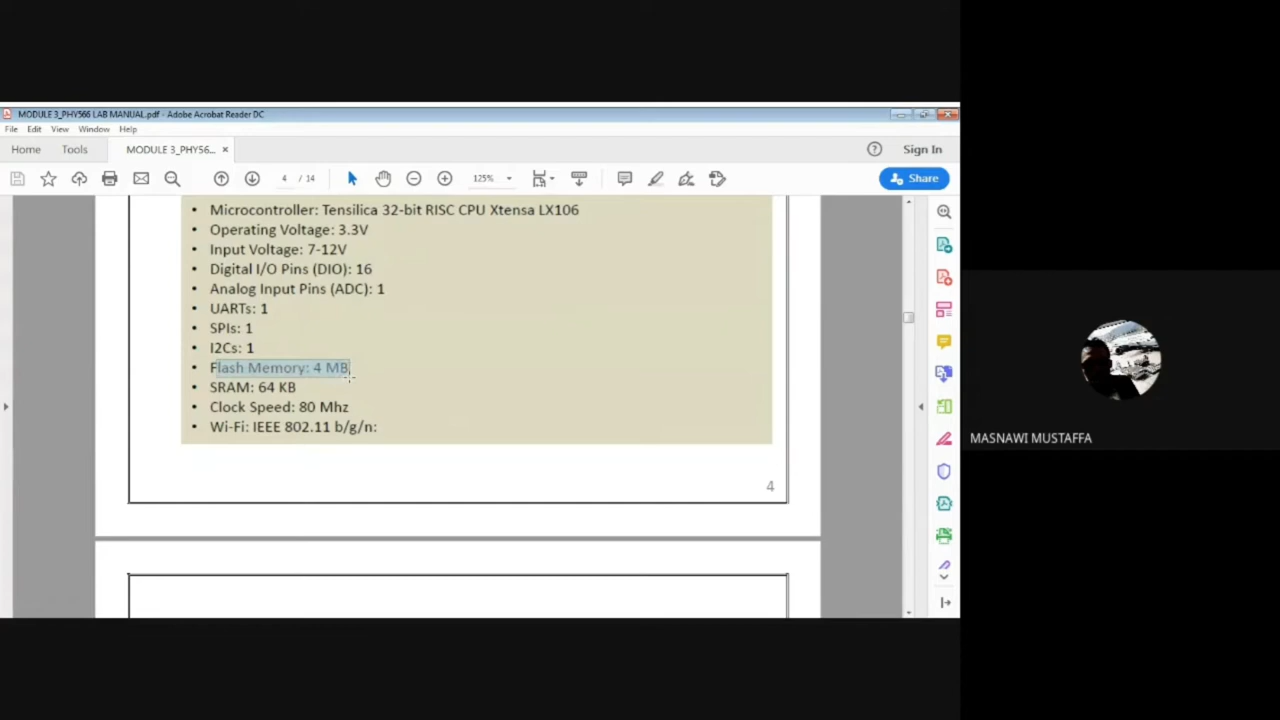 MODULE 3_PHY566 LAB MANUAL.pdf - Adobe Acrobat Reader DC
File Edit View Window Help
Home Tools MODULE 3_PHY56... × Sign In
4 / 14 125% Share
• Microcontroller: Tensilica 32-bit RISC CPU Xtensa LX106
• Operating Voltage: 3.3V
• Input Voltage: 7-12V
• Digital I/O Pins (DIO): 16
• Analog Input Pins (ADC): 1
• UARTs: 1
• SPIs: 1
• I2Cs: 1
• Flash Memory: 4 MB
• SRAM: 64 KB
• Clock Speed: 80 Mhz
• Wi-Fi: IEEE 802.11 b/g/n:
4
MASNAWI MUSTAFFA